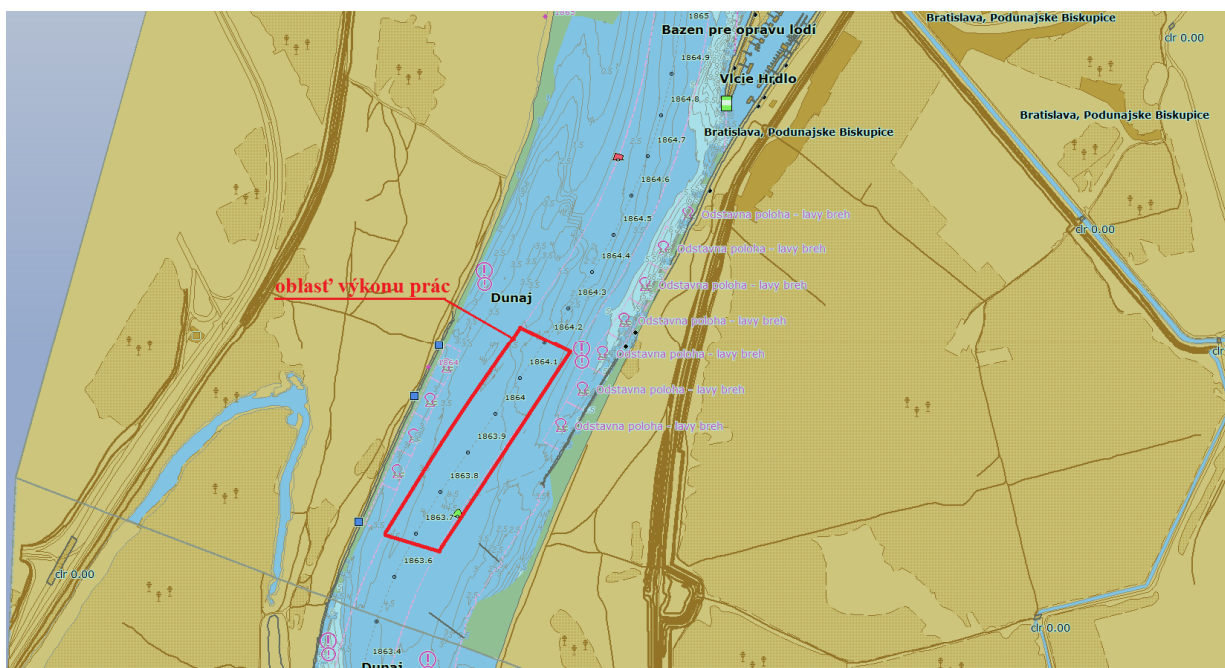 1865
1865
Bratislava, Podunajske Biskupice
clr 0.00
Bazen pre opravu lodí
1864.9
Vlcie Hrdlo
1864.8
Bratislava, Podunajske Biskupice
Bratislava, Podunajske Biskupice
1864.7
1864.6
Odstavna poloha - lavy breh
1864.5
clr 0.00
Odstavna poloha - lavy breh
1864.4
oblasť výkonu prác
Odstavna poloha - lavy breh
Dunaj
1864.3
Odstavna poloha - lavy breh
1864.2
Odstavna poloha - lavy breh
clr
1864
1864.1
Odstavna poloha - lavy breh
1864
Odstavna poloha - lavy breh
1863.9
1863.8
1863.7
1863.6
clr 0.00
clr 0.00
1863.4
Dunaj